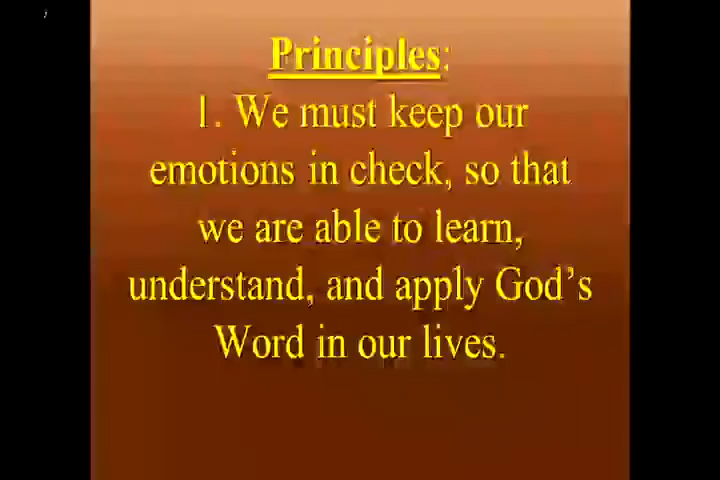 Principles:
1. We must keep our
emotions in check, so that
we are able to learn,
understand, and apply God's
Word in our lives.